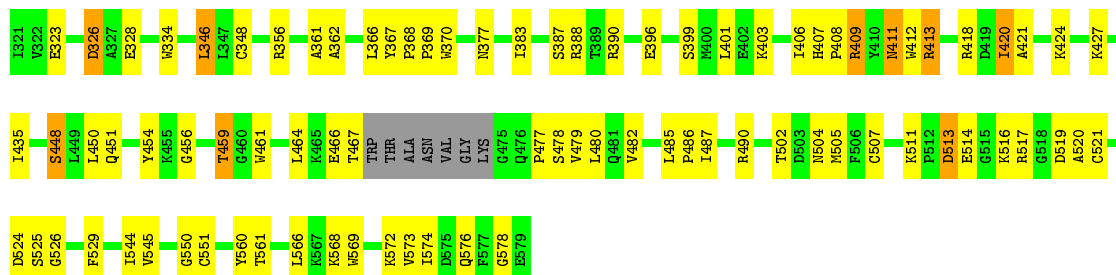 I321 V322 E323 D326 A327 E328 W334 L346 L347 C348 R356 A361 A362 L366 Y367 P368 P369 W370 N377 I383 S387 R388 T389 R390 E396 S399 M400 L401 E402 K403 I406 H407 P408 R409 Y410 N411 W412 R413 R418 D419 I420 A421 K424 K427
I435 S448 L449 L450 Q451 Y454 K455 G456 T459 G460 W461 L464 K465 E466 T467 TRP THR ALA ASN VAL GLY LYS G475 Q476 P477 S478 V479 L480 Q481 V482 L485 P486 I487 R490 T502 D503 N504 M505 F506 C507 K511 P512 D513 E514 G515 K516 R517 G518 D519 A520 C521
D524 S525 G526 F529 I544 V545 G550 C551 Y560 T561 L566 K567 K568 W569 K572 V573 I574 D575 Q576 F577 G578 E579